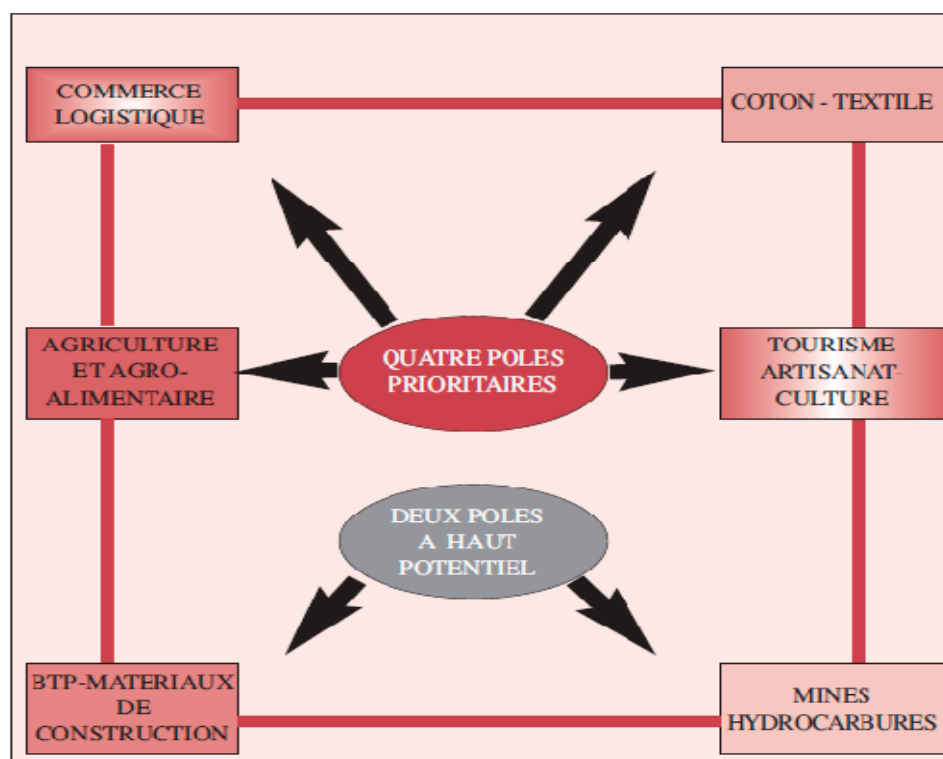 COMMERCE
LOGISTIQUE
COTON - TEXTILE
AGRICULTURE
ET AGRO-
ALIMENTAIRE
QUATRE POLES
PRIORITAIRES
TOURISME
ARTISANAT-
CULTURE
DEUX POLES
A HAUT
POTENTIEL
BTP-MATERIAUX
DE
CONSTRUCTION
MINES
HYDROCARBURES